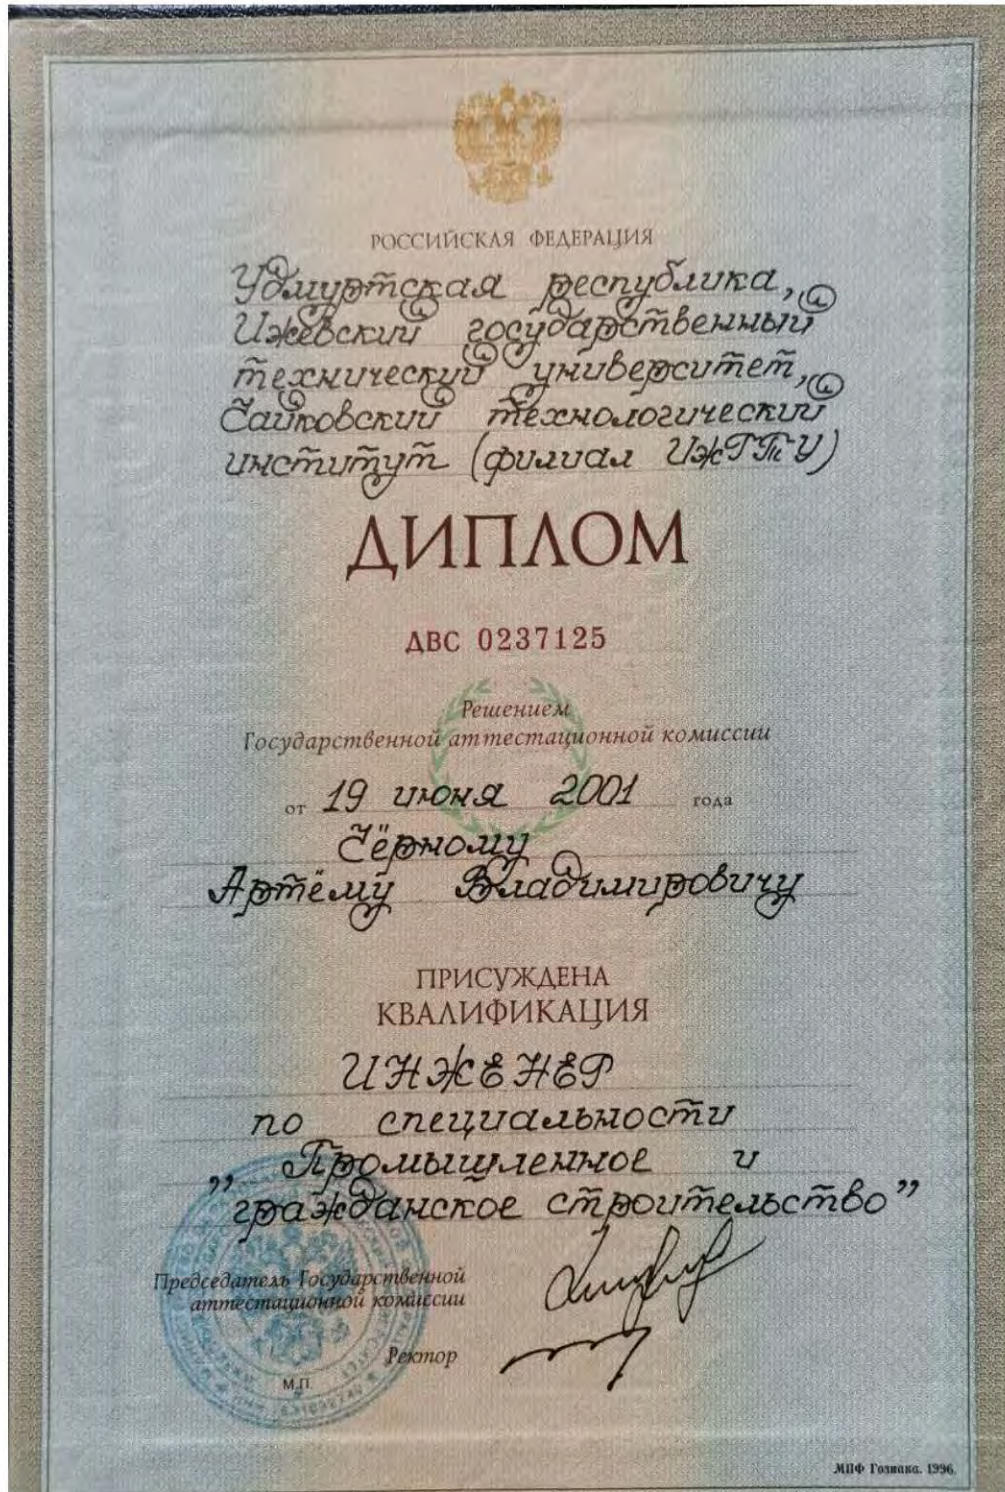 РОССИЙСКАЯ ФЕДЕРАЦИЯ
Удмуртская республика,
Ижевский государственный
технический университет,
Чайковский технологический
институт (филиал ИжГТУ)
ДИПЛОМ
ДВС 0237125
Решением
Государственной аттестационной комиссии
от 19 июня 2001 года
Чёрному
Артёму Владимировичу
ПРИСУЖДЕНА
КВАЛИФИКАЦИЯ
ИНЖЕНЕР
по специальности
„Промышленное и
гражданское строительство”
Председатель Государственной
аттестационной комиссии
Ректор
М.П.
МПФ Гознака. 1996.